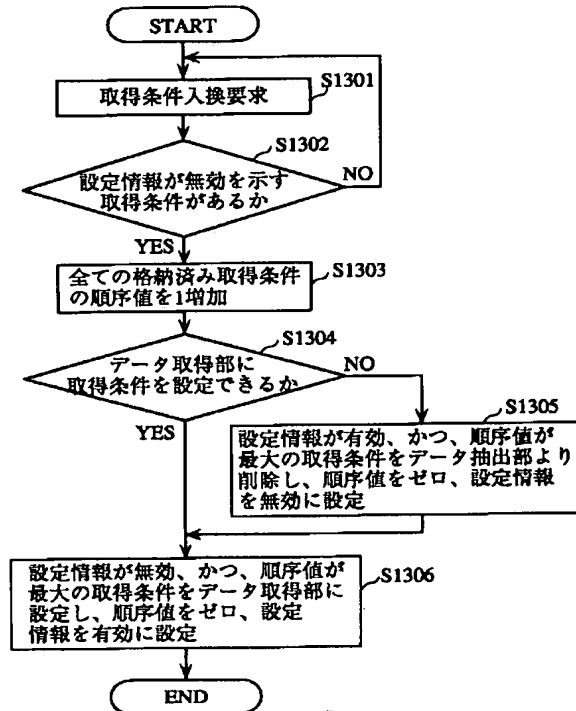 START
S1301
取得条件入換要求
S1302
設定情報が無効を示す
取得条件があるか
NO
YES
S1303
全ての格納済み取得条件
の順序値を1増加
S1304
データ取得部に
取得条件を設定できるか
NO
YES
S1305
設定情報が有効、かつ、順序値が
最大の取得条件をデータ抽出部より
削除し、順序値をゼロ、設定情報
を無効に設定
S1306
設定情報が無効、かつ、順序値が
最大の取得条件をデータ取得部に
設定し、順序値をゼロ、設定
情報を有効に設定
END